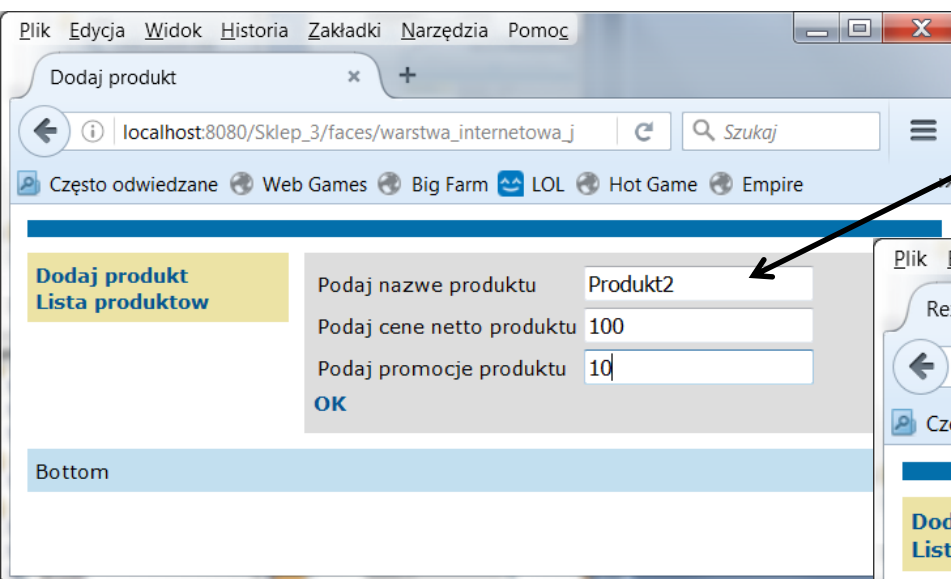 Plik Edycja Widok Historia Zakładki Narzędzia Pomoc
Dodaj produkt
localhost:8080/Sklep_3/faces/warstwa_internetowa_j
Szukaj
Często odwiedzane Web Games Big Farm LOL Hot Game Empire
Dodaj produkt
Lista produktow
Podaj nazwe produktu Produkt2
Podaj cene netto produktu 100
Podaj promocje produktu 10
OK
Bottom
Plik
Re
Cz
Dod
List